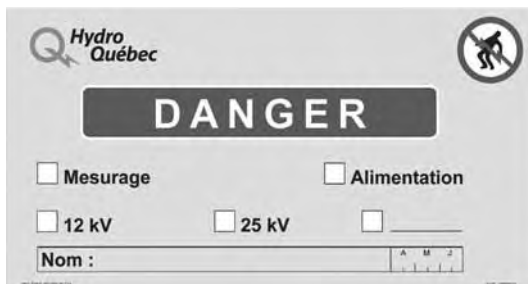 Hydro
Québec
DANGER
Mesurage
Alimentation
12 kV
25 kV
Nom :
A M J